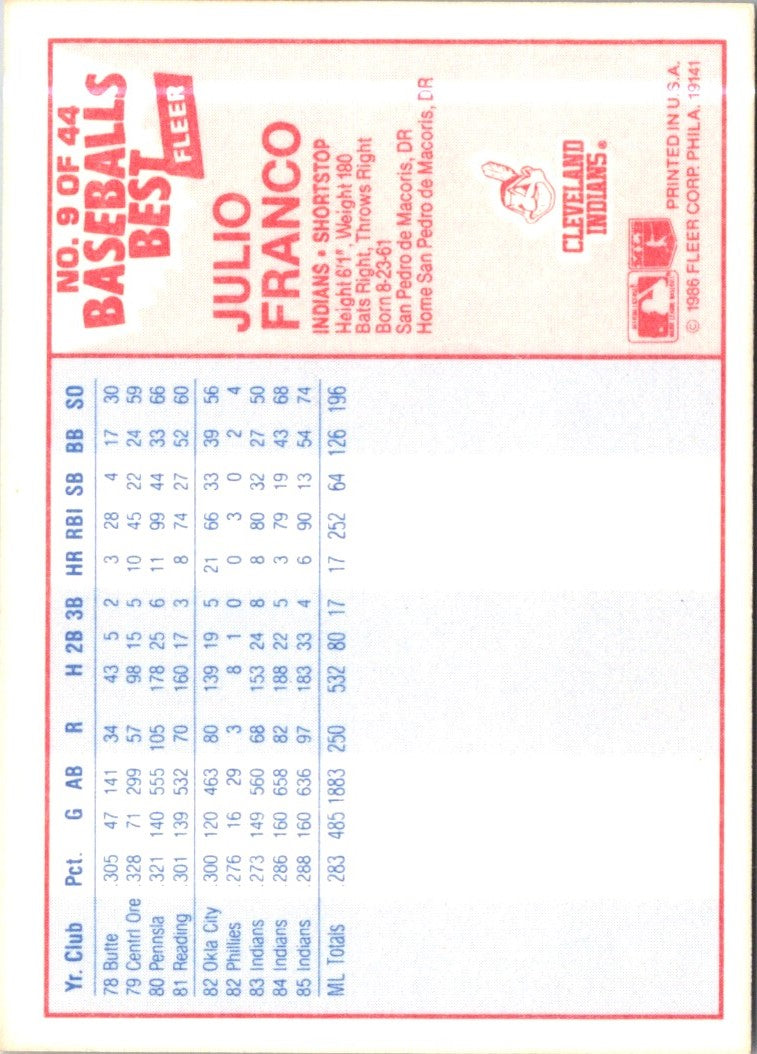 NO. 9 OF 44
BASEBALLS
BEST
FLEER
JULIO
FRANCO
INDIANS • SHORTSTOP
Height 6'1", Weight 180
Bats Right, Throws Right
Born 8-23-61
San Pedro de Macoris, DR
Home San Pedro de Macoris, DR
CLEVELAND
INDIANS ®
MLB
PRINTED IN U.S.A.
© 1986 FLEER CORP. PHILA. 19141
Yr. Club Pct. G AB R H 2B 3B HR RBI SB BB SO
78 Butte .305 47 141 34 43 5 2 3 28 4 17 30
79 Centrl Ore .328 71 299 57 98 15 5 10 45 22 24 59
80 Pennsla .321 140 555 105 178 25 6 11 99 44 33 66
81 Reading .301 139 532 70 160 17 3 8 74 27 52 60
82 Okla City .300 120 463 80 139 19 5 21 66 33 39 56
82 Phillies .276 16 29 3 8 1 0 0 3 0 2 4
83 Indians .273 149 560 68 153 24 8 8 80 32 27 50
84 Indians .286 160 658 82 188 22 5 3 79 19 43 68
85 Indians .288 160 636 97 183 33 4 6 90 13 54 74
ML Totals .283 485 1883 250 532 80 17 17 252 64 126 196